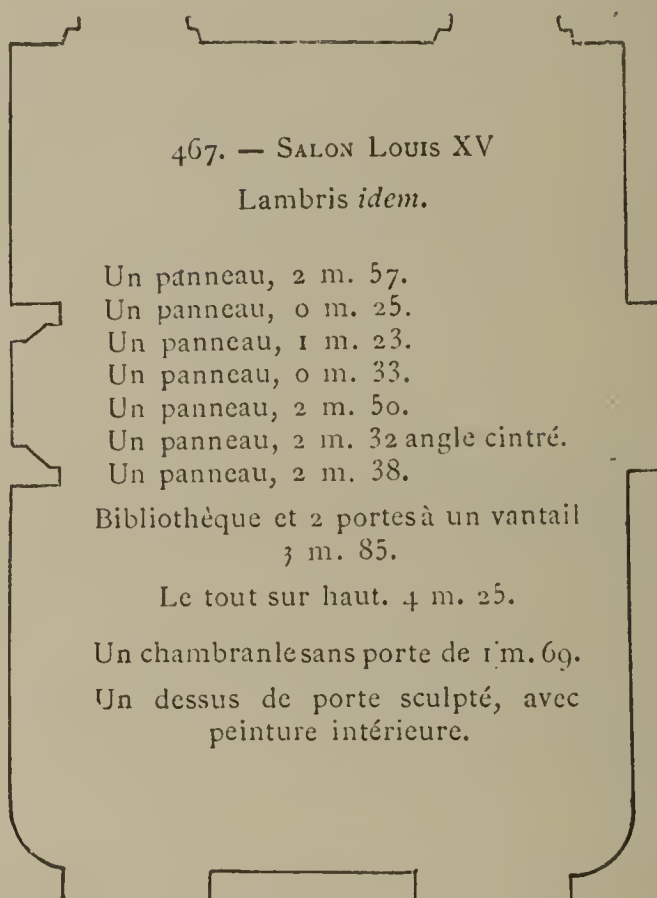 467. — Salon Louis XV
Lambris idem.
Un panneau, 2 m. 57.
Un panneau, 0 m. 25.
Un panneau, 1 m. 23.
Un panneau, 0 m. 33.
Un panneau, 2 m. 50.
Un panneau, 2 m. 32 angle cintré.
Un panneau, 2 m. 38.
Bibliothèque et 2 portes à un vantail
3 m. 85.
Le tout sur haut. 4 m. 25.
Un chambranle sans porte de 1 m. 69.
Un dessus de porte sculpté, avec
peinture intérieure.